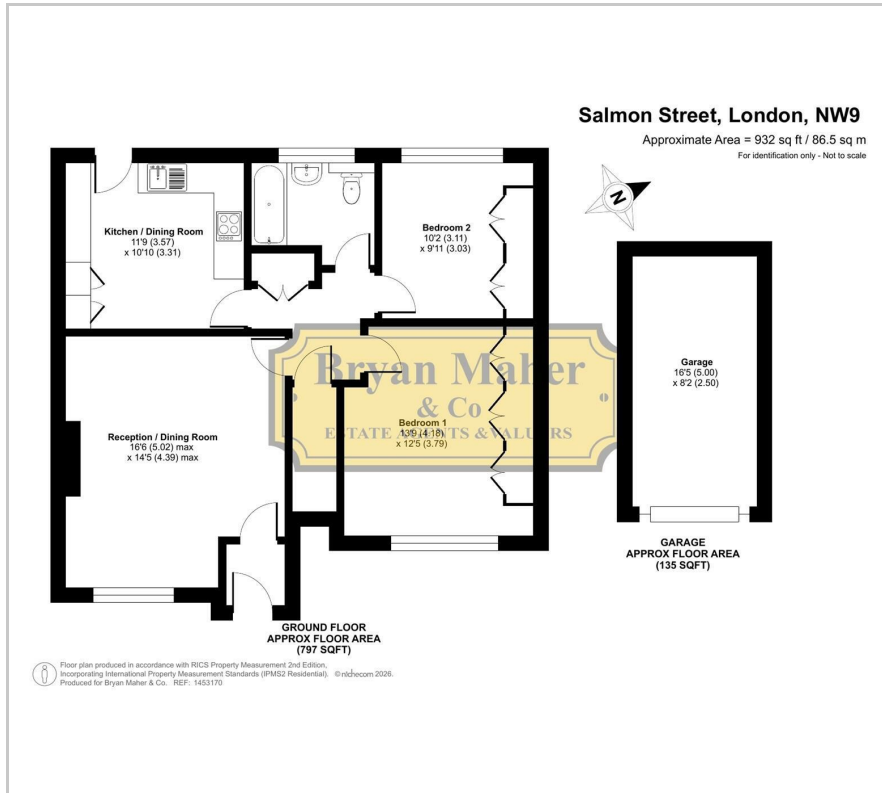 Salmon Street, London, NW9
Approximate Area = 932 sq ft / 86.5 sq m
For identification only - Not to scale
N
Kitchen / Dining Room
11'9 (3.57)
x 10'10 (3.31)
Bedroom 2
10'2 (3.11)
x 9'11 (3.03)
Bryan Maher
& Co
ESTATE AGENTS & VALUERS
Reception / Dining Room
16'6 (5.02) max
x 14'5 (4.39) max
Bedroom 1
13'9 (4.18)
x 12'5 (3.79)
Garage
16'5 (5.00)
x 8'2 (2.50)
GARAGE
APPROX FLOOR AREA
(135 SQFT)
GROUND FLOOR
APPROX FLOOR AREA
(797 SQFT)
Floor plan produced in accordance with RICS Property Measurement 2nd Edition,
Incorporating International Property Measurement Standards (IPMS2 Residential). © ntchecom 2026.
Produced for Bryan Maher & Co. REF: 1453170